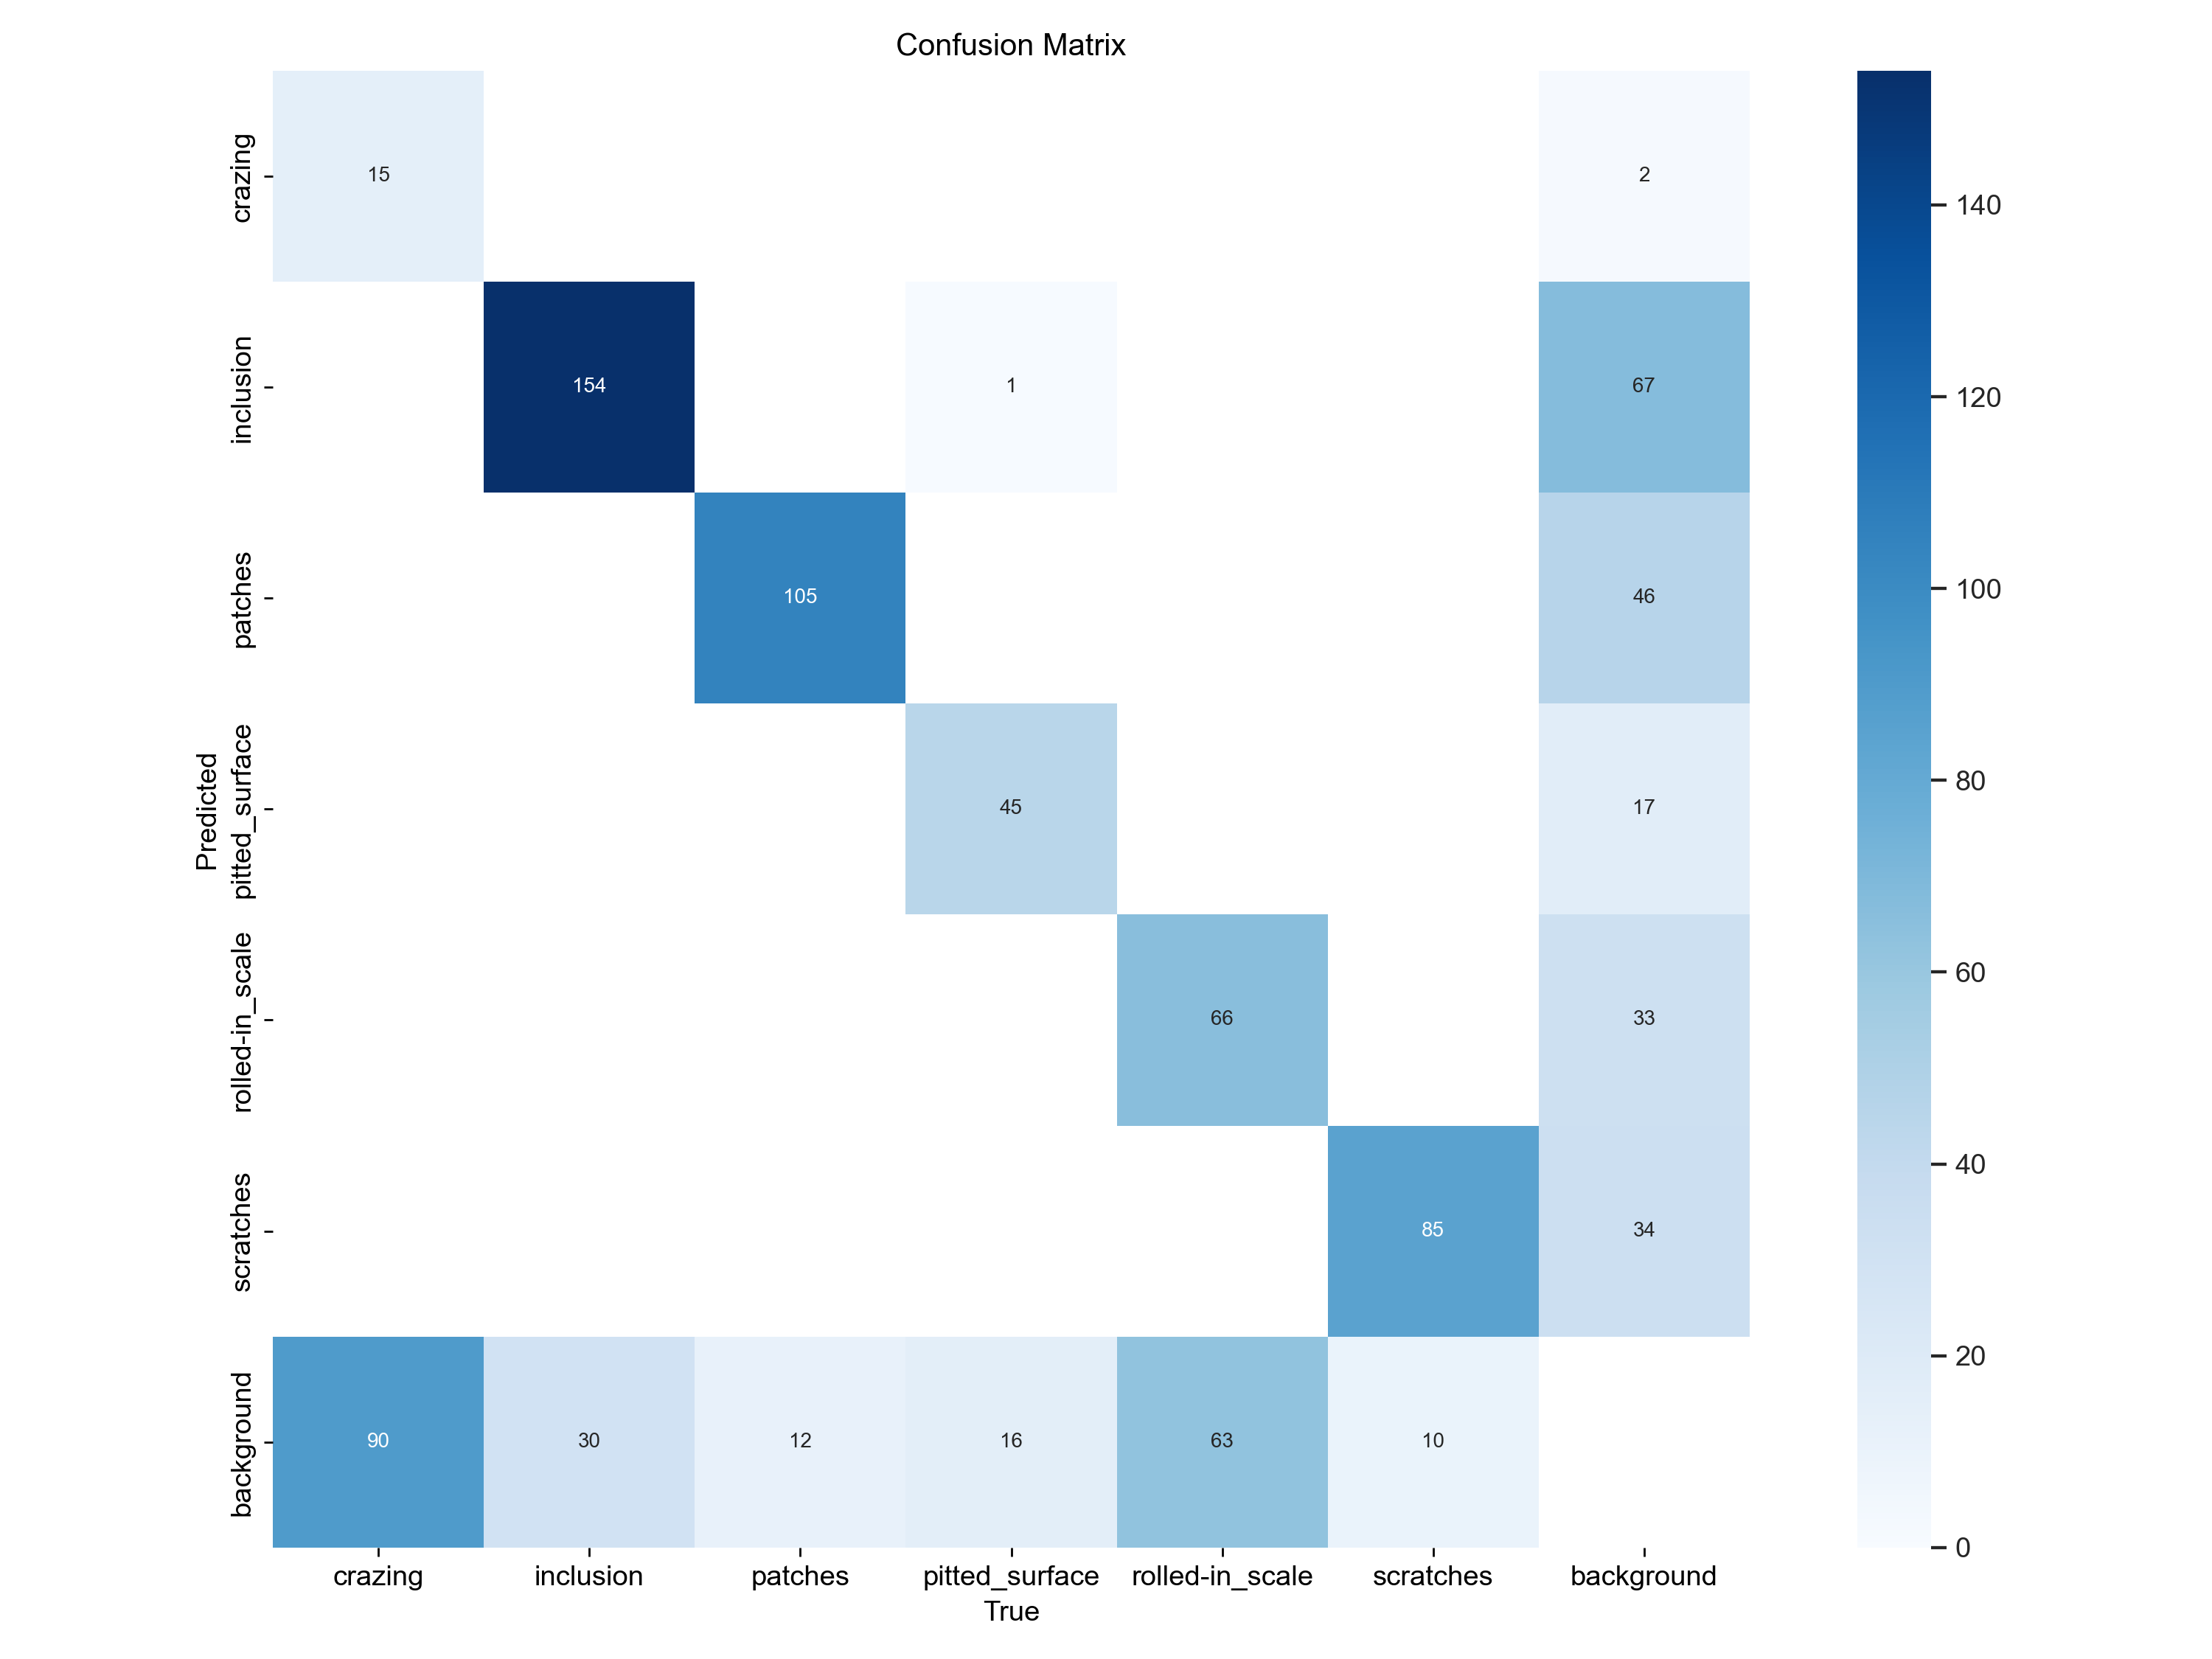 Confusion Matrix
crazing
15
2
140
120
inclusion
154
1
67
patches
105
46
100
Predicted
pitted_surface
45
17
80
rolled-in_scale
66
33
60
scratches
85
34
40
20
background
90
30
12
16
63
10
0
crazing inclusion patches pitted_surface rolled-in_scale scratches background
True